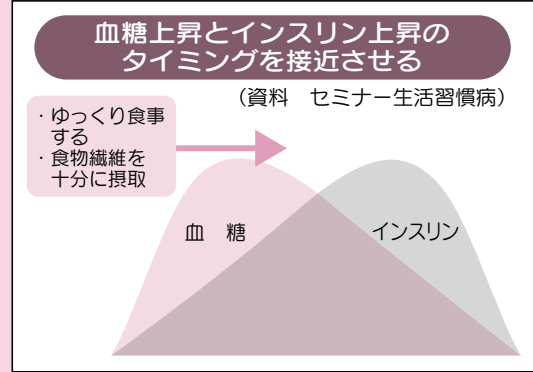 血糖上昇とインスリン上昇の
タイミングを接近させる
(資料　セミナー生活習慣病)
・ゆっくり食事
する
・食物繊維を
十分に摂取
血　糖
インスリン